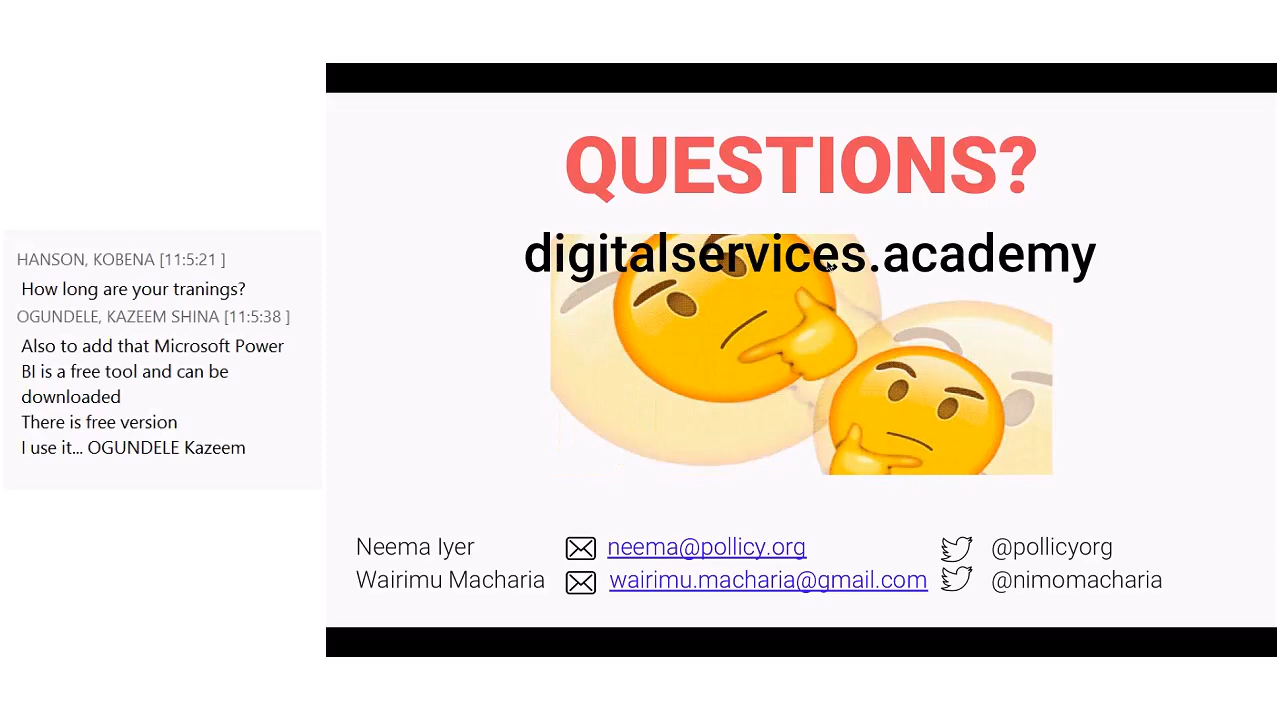 HANSON, KOBENA [11:5:21 ]
How long are your tranings?
OGUNDELE, KAZEEM SHINA [11:5:38 ]
Also to add that Microsoft Power
BI is a free tool and can be
downloaded
There is free version
I use it... OGUNDELE Kazeem
QUESTIONS?
digitalservices.academy
Neema Iyer neema@pollicy.org @pollicyorg
Wairimu Macharia wairimu.macharia@gmail.com @nimomacharia